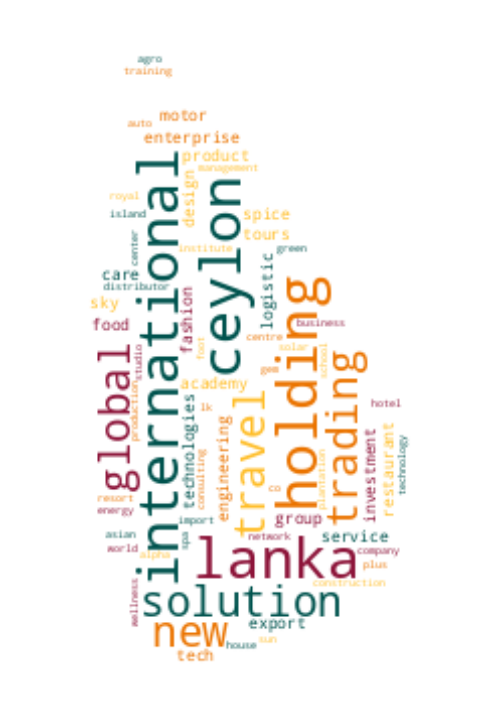 agro
training
motor
auto
enterprise
product
management
international
ceylon
design
royal
island
spice
tours
center
institute
green
care
distributor
logistic
sky
fashion
holding
food
business
centre
solar
school
studio
foot
global
trading
gem
academy
production
travel
lk
hotel
technologies
engineering
consulting
plantation
investment
restaurant
technology
co
resort
energy
import
group
asian
spa
network
service
world
alpha
lanka
company
plus
wellness
construction
solution
new
export
sun
house
tech